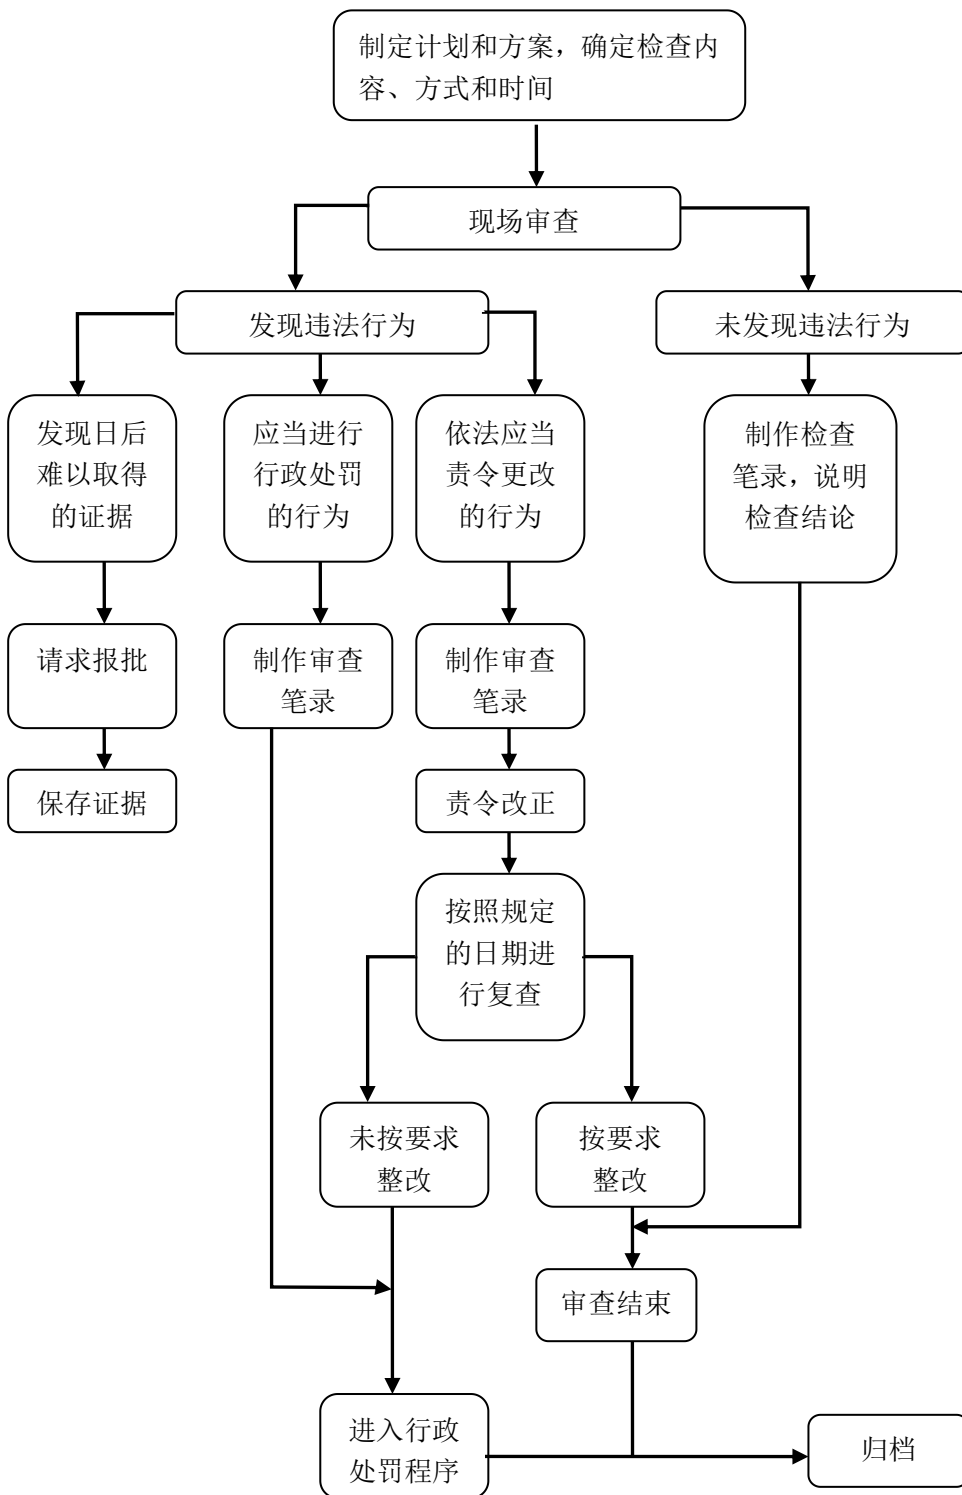 制定计划和方案，确定检查内
容、方式和时间
现场审查
发现违法行为
未发现违法行为
发现日后
难以取得
的证据
应当进行
行政处罚
的行为
依法应当
责令更改
的行为
制作检查
笔录，说明
检查结论
请求报批
制作审查
笔录
制作审查
笔录
保存证据
责令改正
按照规定
的日期进
行复查
未按要求
整改
按要求
整改
审查结束
进入行政
处罚程序
归档